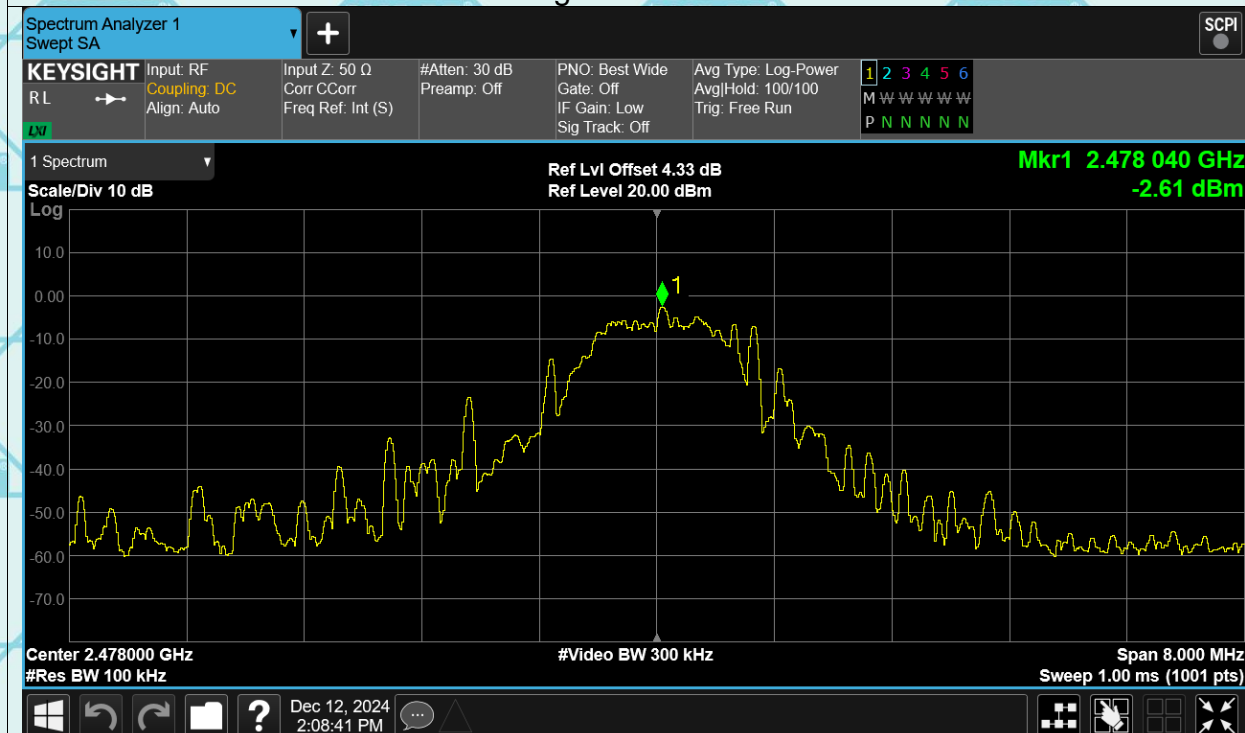 Spectrum Analyzer 1
Swept SA
+
SCPI
KEYSIGHT
R L
LXI
Input: RF
Coupling: DC
Align: Auto
Input Z: 50 Ω
Corr CCorr
Freq Ref: Int (S)
#Atten: 30 dB
Preamp: Off
PNO: Best Wide
Gate: Off
IF Gain: Low
Sig Track: Off
Avg Type: Log-Power
Avg|Hold: 100/100
Trig: Free Run
1 2 3 4 5 6
M W W W W W
P N N N N N
1 Spectrum
Scale/Div 10 dB
Log
Ref Lvl Offset 4.33 dB
Ref Level 20.00 dBm
Mkr1 2.478 040 GHz
-2.61 dBm
1
10.0
0.00
-10.0
-20.0
-30.0
-40.0
-50.0
-60.0
-70.0
Center 2.478000 GHz
#Res BW 100 kHz
#Video BW 300 kHz
Span 8.000 MHz
Sweep 1.00 ms (1001 pts)
?
Dec 12, 2024
2:08:41 PM